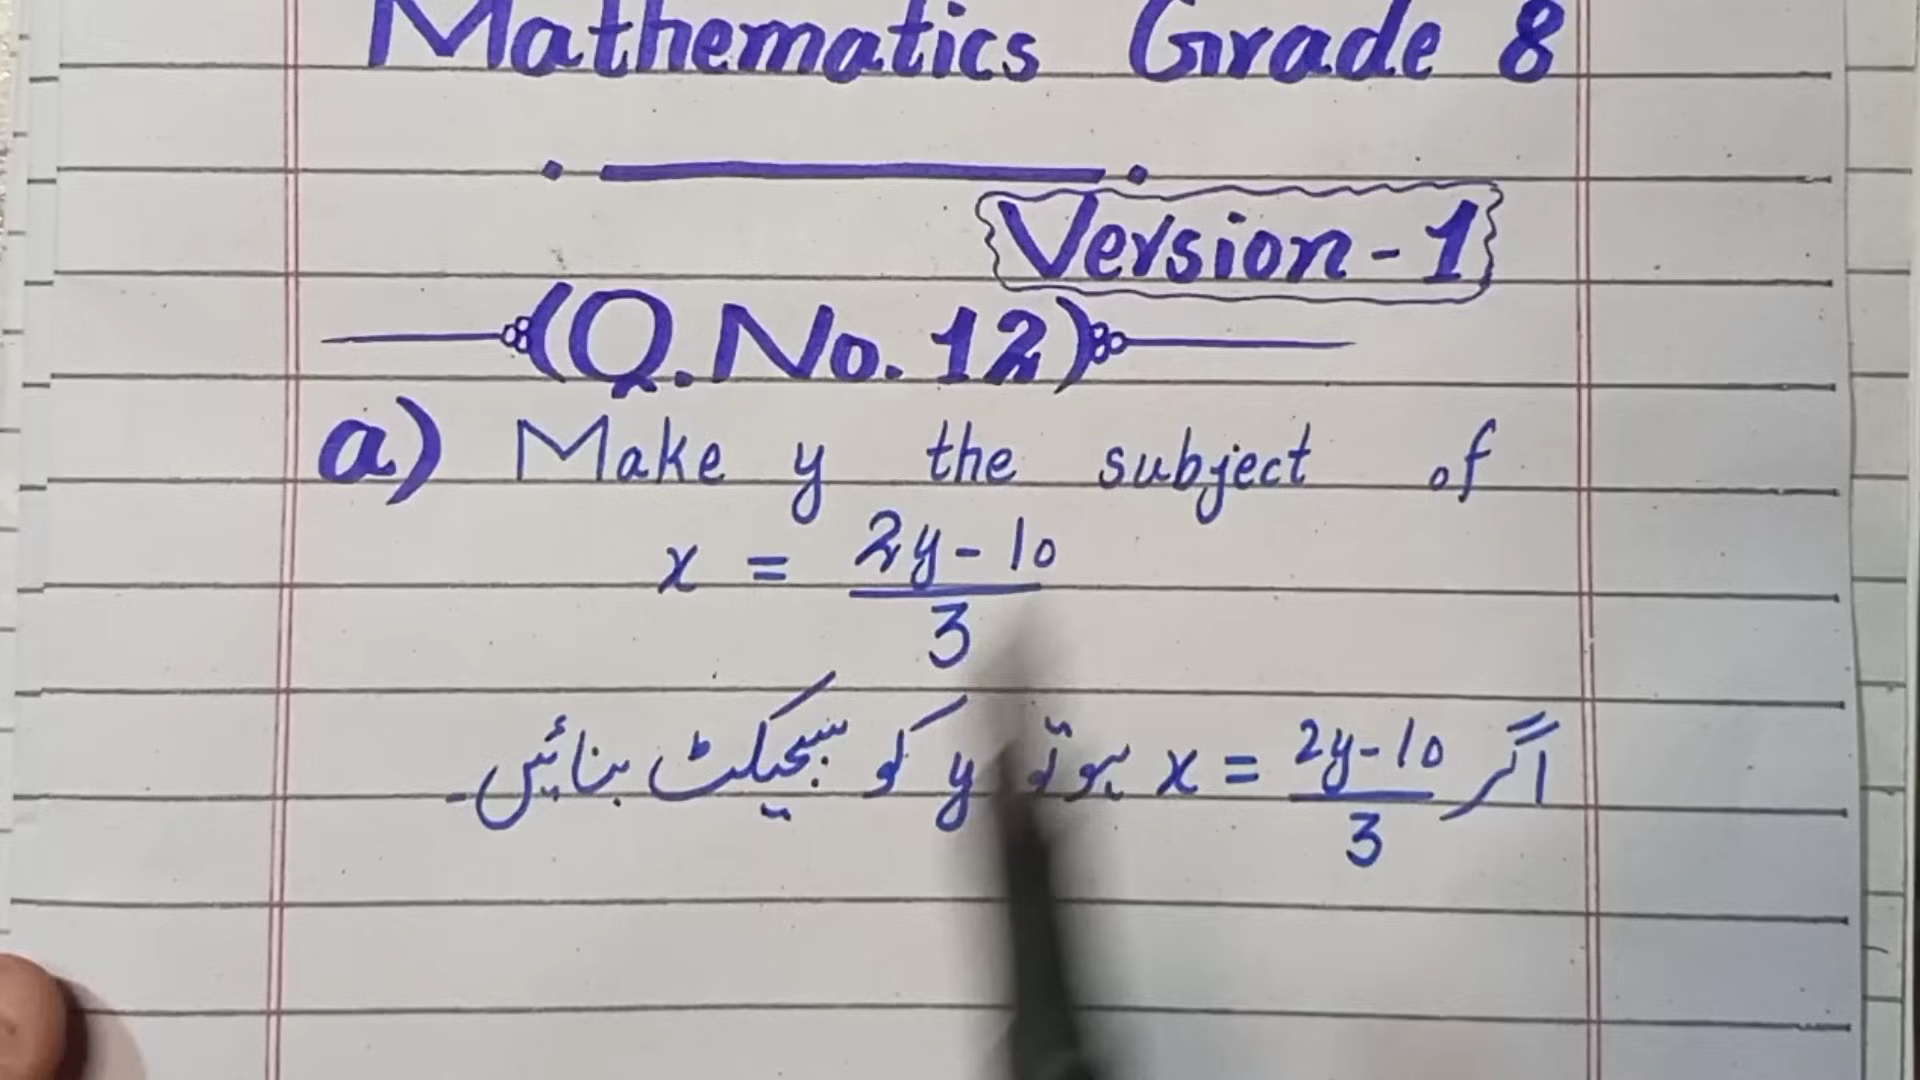 Mathematics Grade 8
Version - 1
(Q. No. 12)
a) Make y the subject of
x = 2y - 10 / 3
اگر x = 2y - 10 / 3 ہو تو y کو سبجیکٹ بنائیں۔